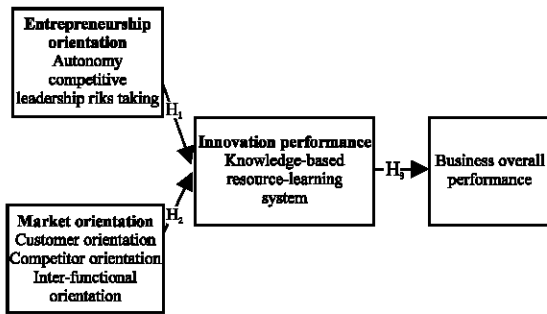 Entrepreneurship
orientation
Autonomy
competitive
leadership riks taking
H₁
Innovation performance
Knowledge-based
resource-learning
system
H₃
Business overall
performance
Market orientation
Customer orientation
Competitor orientation
Inter-functional
orientation
H₂